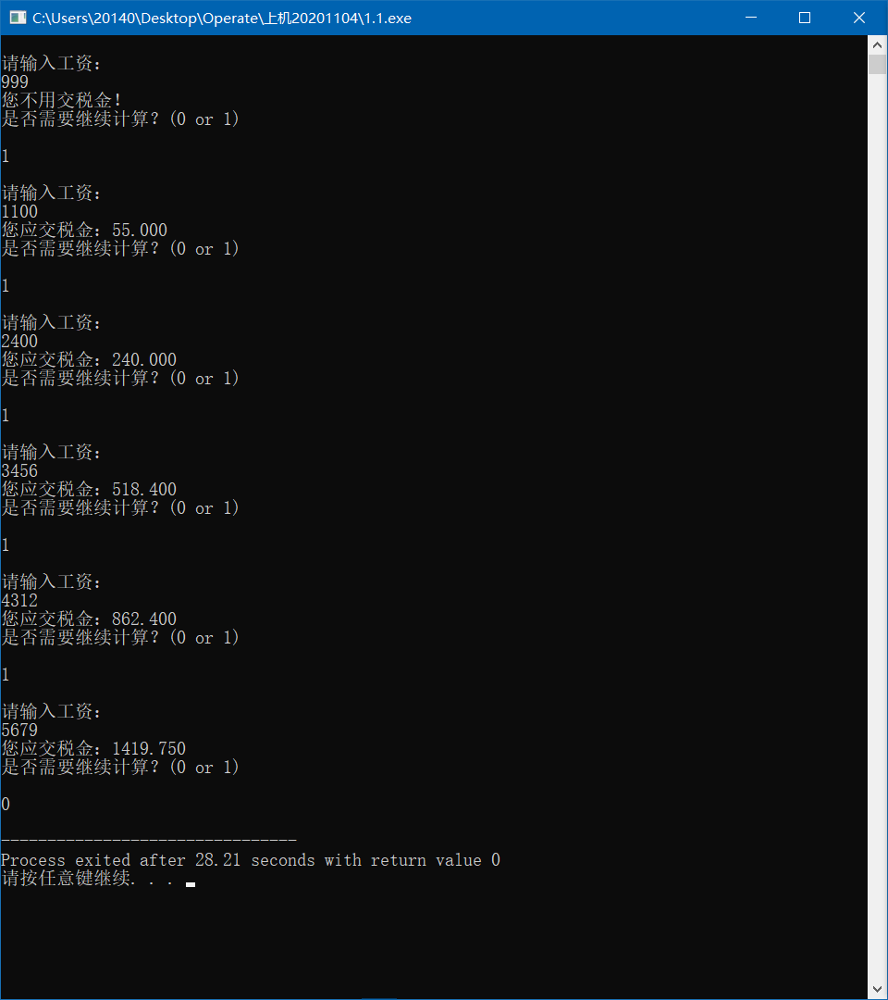 C:\Users\20140\Desktop\Operate\上机20201104\1.1.exe
请输入工资：
999
您不用交税金！
是否需要继续计算？(0 or 1)
1
请输入工资：
1100
您应交税金：55.000
是否需要继续计算？(0 or 1)
1
请输入工资：
2400
您应交税金：240.000
是否需要继续计算？(0 or 1)
1
请输入工资：
3456
您应交税金：518.400
是否需要继续计算？(0 or 1)
1
请输入工资：
4312
您应交税金：862.400
是否需要继续计算？(0 or 1)
1
请输入工资：
5679
您应交税金：1419.750
是否需要继续计算？(0 or 1)
0
--------------------------------
Process exited after 28.21 seconds with return value 0
请按任意键继续. . .